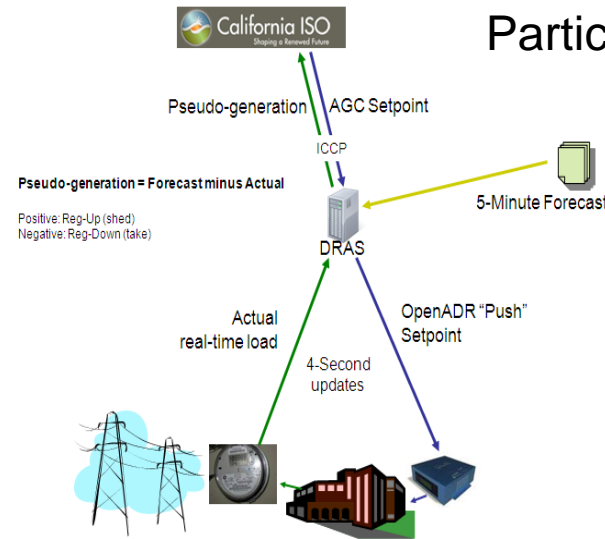 California ISO
Shaping a Renewed Future
Partic
Pseudo-generation
AGC Setpoint
ICCP
Pseudo-generation = Forecast minus Actual
Positive: Reg-Up (shed)
Negative: Reg-Down (take)
5-Minute Forecast
DRAS
Actual
real-time load
OpenADR “Push”
Setpoint
4-Second
updates